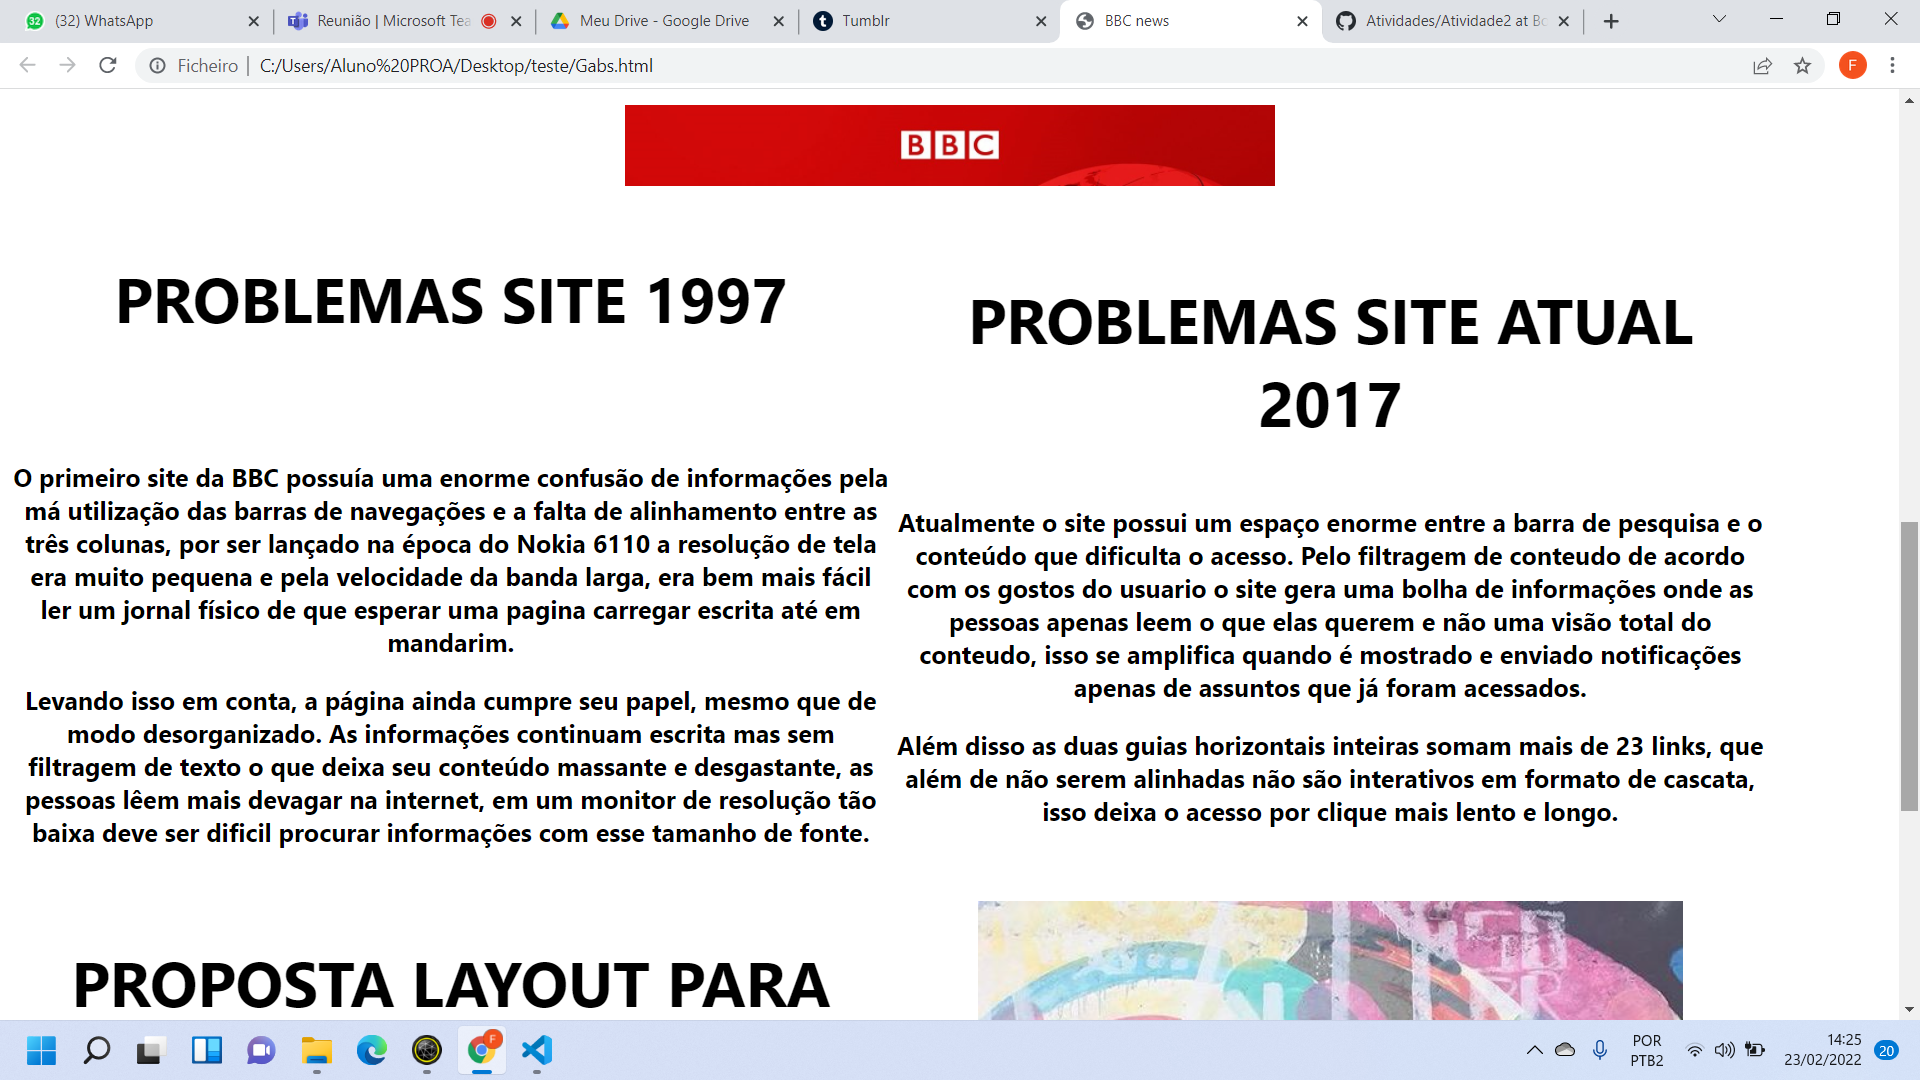 (32) WhatsApp
Reunião | Microsoft Tea
Meu Drive - Google Drive
Tumblr
BBC news
Atividades/Atividade2 at Bo
Ficheiro
C:/Users/Aluno%20PROA/Desktop/teste/Gabs.html
F
BBC
PROBLEMAS SITE 1997
O primeiro site da BBC possuía uma enorme confusão de informações pela
má utilização das barras de navegações e a falta de alinhamento entre as
três colunas, por ser lançado na época do Nokia 6110 a resolução de tela
era muito pequena e pela velocidade da banda larga, era bem mais fácil
ler um jornal físico de que esperar uma pagina carregar escrita até em
mandarim.
Levando isso em conta, a página ainda cumpre seu papel, mesmo que de
modo desorganizado. As informações continuam escrita mas sem
filtragem de texto o que deixa seu conteúdo massante e desgastante, as
pessoas lêem mais devagar na internet, em um monitor de resolução tão
baixa deve ser dificil procurar informações com esse tamanho de fonte.
PROPOSTA LAYOUT PARA
PROBLEMAS SITE ATUAL
2017
Atualmente o site possui um espaço enorme entre a barra de pesquisa e o
conteúdo que dificulta o acesso. Pelo filtragem de conteudo de acordo
com os gostos do usuario o site gera uma bolha de informações onde as
pessoas apenas leem o que elas querem e não uma visão total do
conteudo, isso se amplifica quando é mostrado e enviado notificações
apenas de assuntos que já foram acessados.
Além disso as duas guias horizontais inteiras somam mais de 23 links, que
além de não serem alinhadas não são interativos em formato de cascata,
isso deixa o acesso por clique mais lento e longo.
F
POR
PTB2
14:25
23/02/2022
20